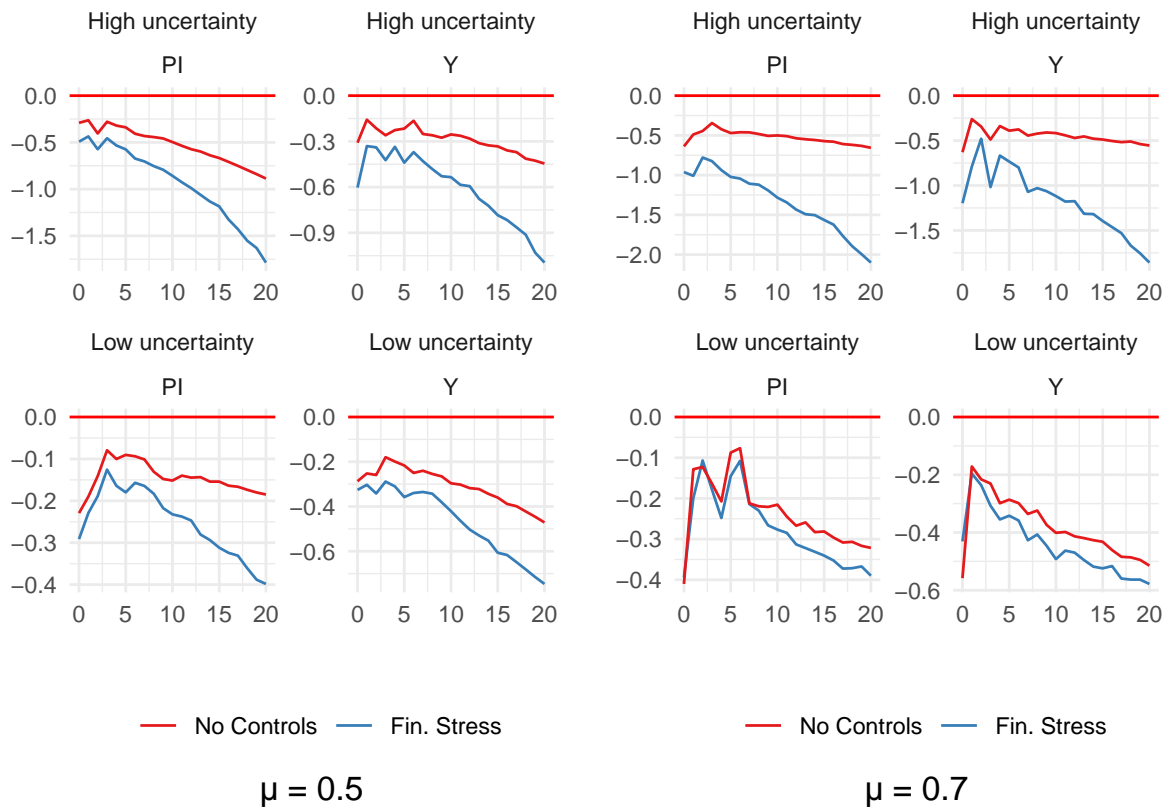 High uncertainty High uncertainty High uncertainty High uncertainty
PI Y PI Y
0.0 0.0 0.0 0.0
−0.5 −0.3 −0.5 −0.5
−1.0 −0.6 −1.0 −1.0
−1.5 −0.9 −1.5 −1.5
−2.0
0 5 10 15 20 0 5 10 15 20 0 5 10 15 20 0 5 10 15 20
Low uncertainty Low uncertainty Low uncertainty Low uncertainty
PI Y PI Y
0.0 0.0 0.0 0.0
−0.1 −0.2 −0.1 −0.2
−0.2 −0.4 −0.2 −0.4
−0.3 −0.6 −0.3 −0.6
−0.4 −0.4
0 5 10 15 20 0 5 10 15 20 0 5 10 15 20 0 5 10 15 20
No Controls Fin. Stress No Controls Fin. Stress
μ = 0.5 μ = 0.7